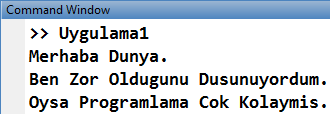 Command Window
>> Uygulama1
Merhaba Dunya.
Ben Zor Oldugunu Dusunuyordum.
Oysa Programlama Cok Kolaymis.